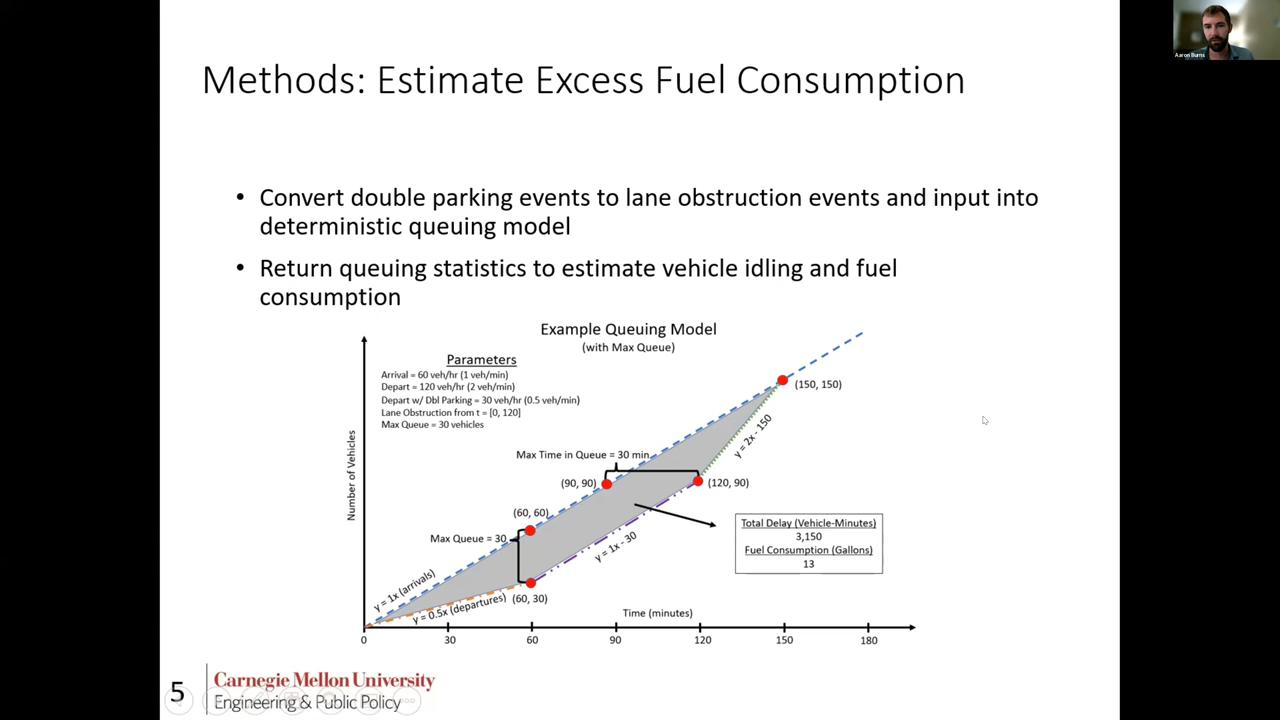 Aaron Burns
Methods: Estimate Excess Fuel Consumption
• Convert double parking events to lane obstruction events and input into
deterministic queuing model
• Return queuing statistics to estimate vehicle idling and fuel
consumption
Example Queuing Model
(with Max Queue)
Parameters
Arrival = 60 veh/hr (1 veh/min)
Depart = 120 veh/hr (2 veh/min)
Depart w/ Dbl Parking = 30 veh/hr (0.5 veh/min)
Lane Obstruction from t = [0, 120]
Max Queue = 30 vehicles
(150, 150)
y = 2x - 150
Number of Vehicles
Max Time in Queue = 30 min
(90, 90)
(120, 90)
(60, 60)
Max Queue = 30
y = 1x - 30
Total Delay (Vehicle-Minutes)
3,150
Fuel Consumption (Gallons)
13
y = 1x (arrivals)
y = 0.5x (departures)
(60, 30)
Time (minutes)
0 30 60 90 120 150 180
5
Carnegie Mellon University
Engineering & Public Policy